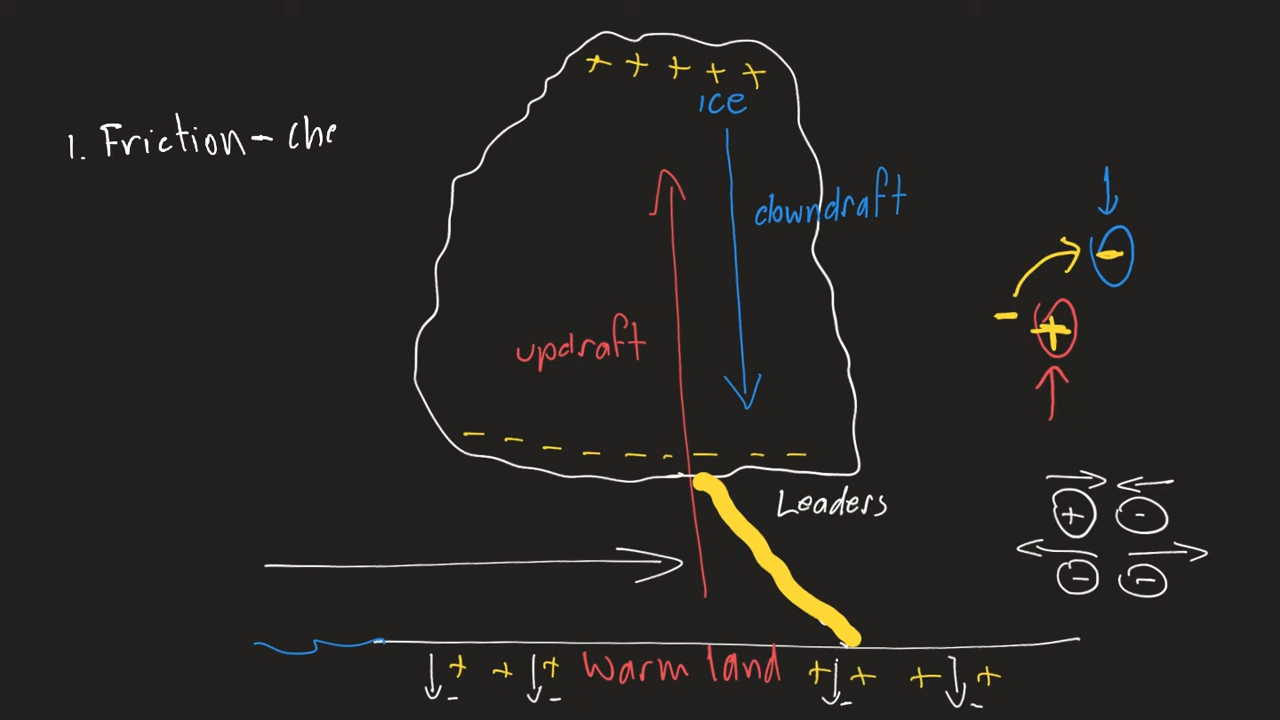 + + + + +
ice
1. Friction - che
downdraft
updraft
-
+
-
- - - - - - - - -
Leaders
+ -
- -
+ + + warm land + + + +
- - - -